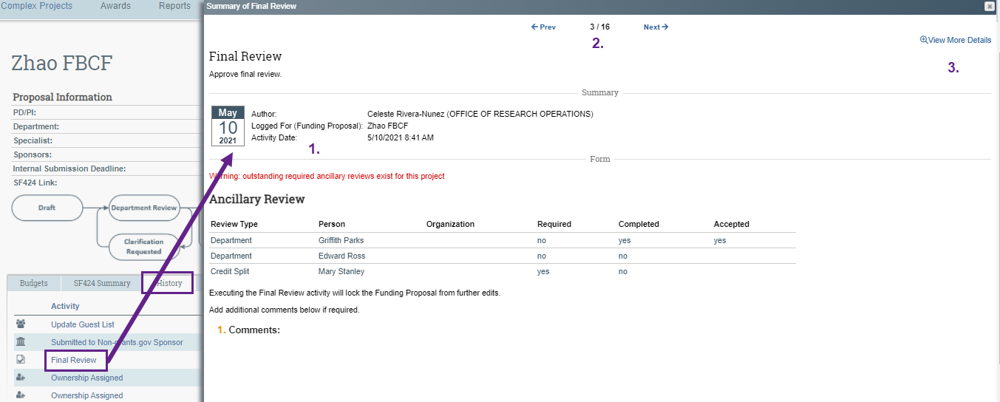 Complex Projects Awards Reports
Zhao FBCF
Proposal Information
PD/PI:
Department:
Specialist:
Sponsors:
Internal Submission Deadline:
SF424 Link:
Draft
Department Review
Clarification
Requested
Budgets SF424 Summary History
Activity
Update Guest List
Submitted to Non-grants.gov Sponsor
Final Review
Ownership Assigned
Ownership Assigned
Summary of Final Review
Prev 3 / 16 Next
2.
View More Details
3.
Final Review
Approve final review.
Summary
May
10
2021
Author: Celeste Rivera-Nunez (OFFICE OF RESEARCH OPERATIONS)
Logged For (Funding Proposal): Zhao FBCF
Activity Date: 5/10/2021 8:41 AM
1.
Form
Warning: outstanding required ancillary reviews exist for this project
Ancillary Review
Review Type Person Organization Required Completed Accepted
Department Griffith Parks no yes yes
Department Edward Ross no no
Credit Split Mary Stanley yes no
Executing the Final Review activity will lock the Funding Proposal from further edits.
Add additional comments below if required.
1. Comments: